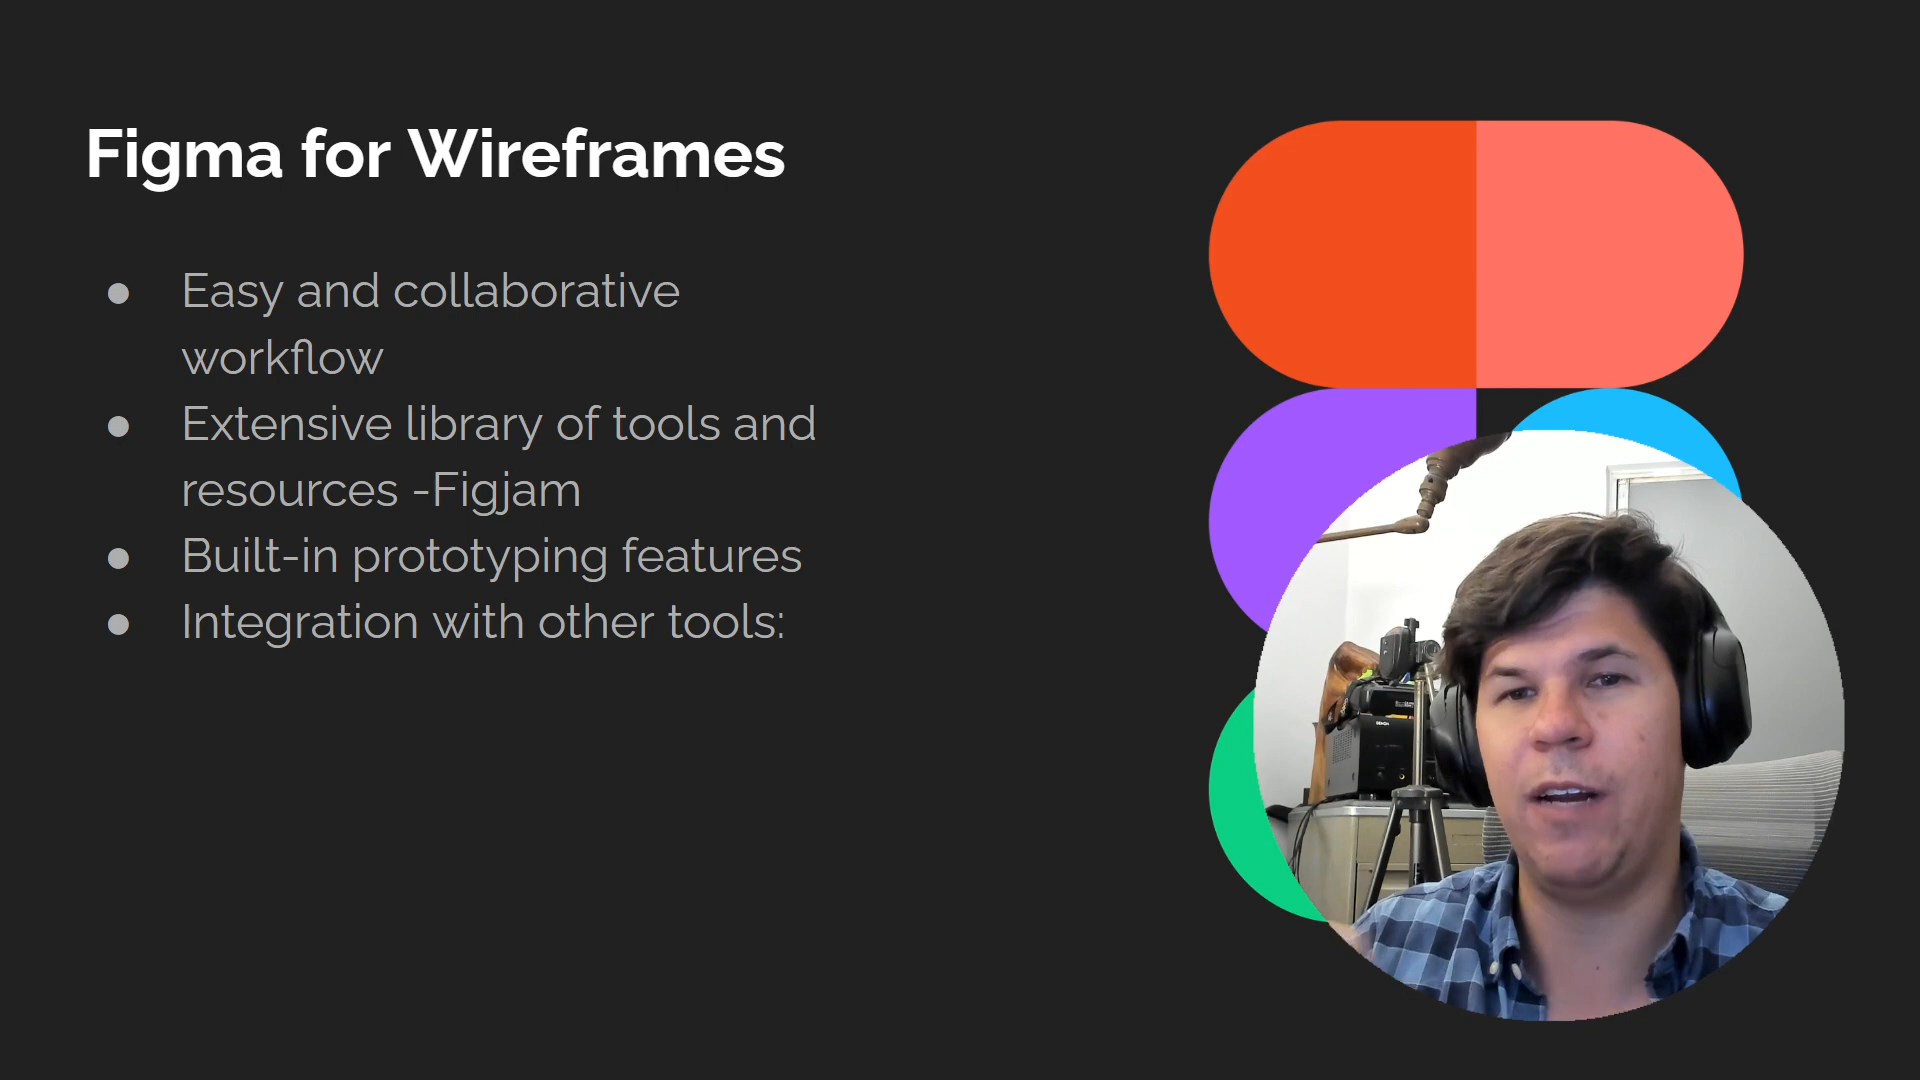 Figma for Wireframes
● Easy and collaborative
workflow
● Extensive library of tools and
resources -Figjam
● Built-in prototyping features
● Integration with other tools:
DENON